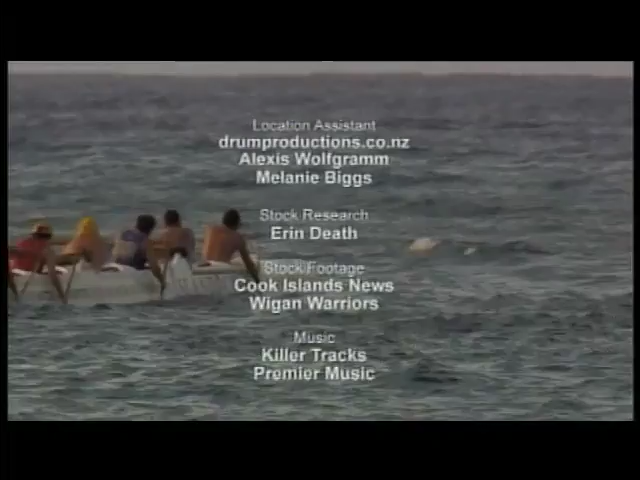 Location Assistant
drumproductions.co.nz
Alexis Wolfgramm
Melanie Biggs
Stock Research
Erin Death
Stock Footage
Cook Islands News
Wigan Warriors
Music
Killer Tracks
Premier Music